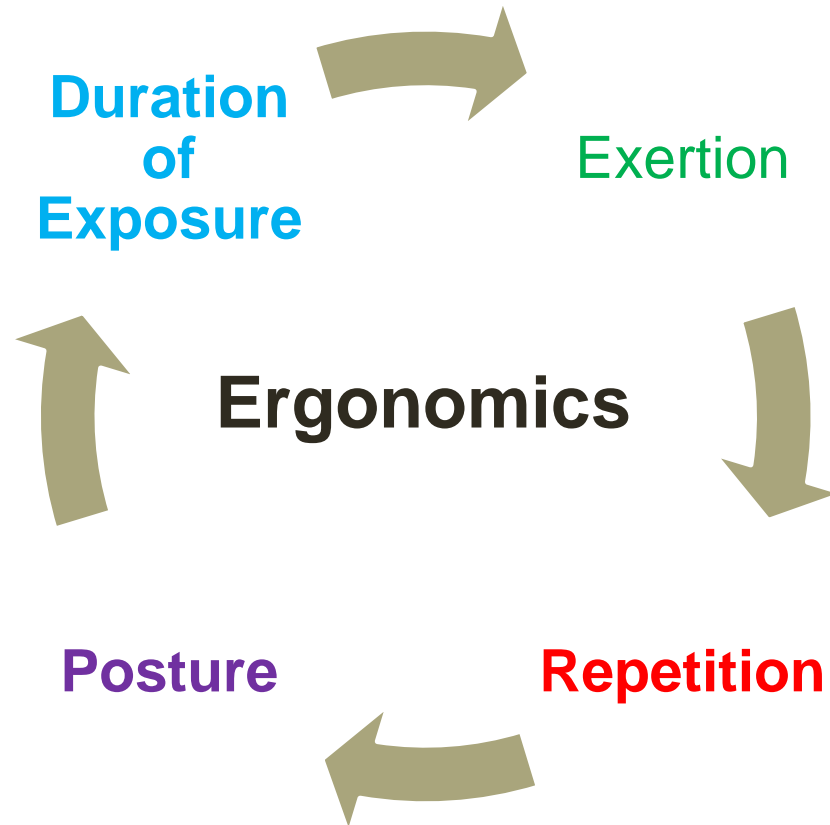 Duration
of
Exposure
Exertion
Ergonomics
Posture
Repetition